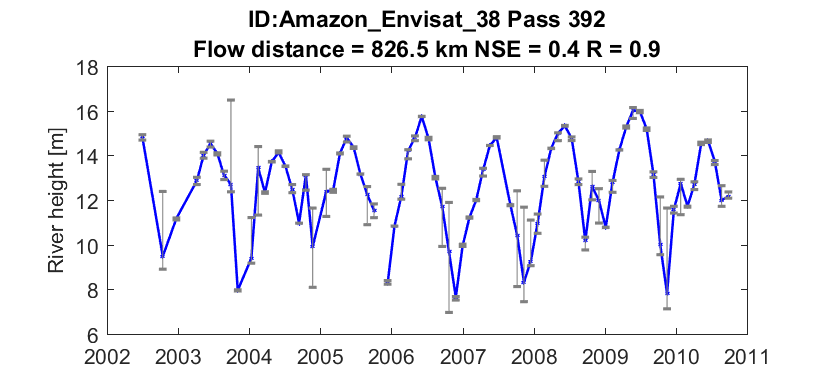 ID:Amazon_Envisat_38 Pass 392
Flow distance = 826.5 km NSE = 0.4 R = 0.9
River height [m]
18
16
14
12
10
8
6
2002 2003 2004 2005 2006 2007 2008 2009 2010 2011